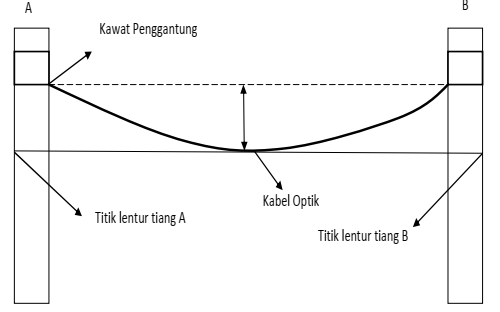 A
B
Kawat Penggantung
Kabel Optik
Titik lentur tiang A
Titik lentur tiang B